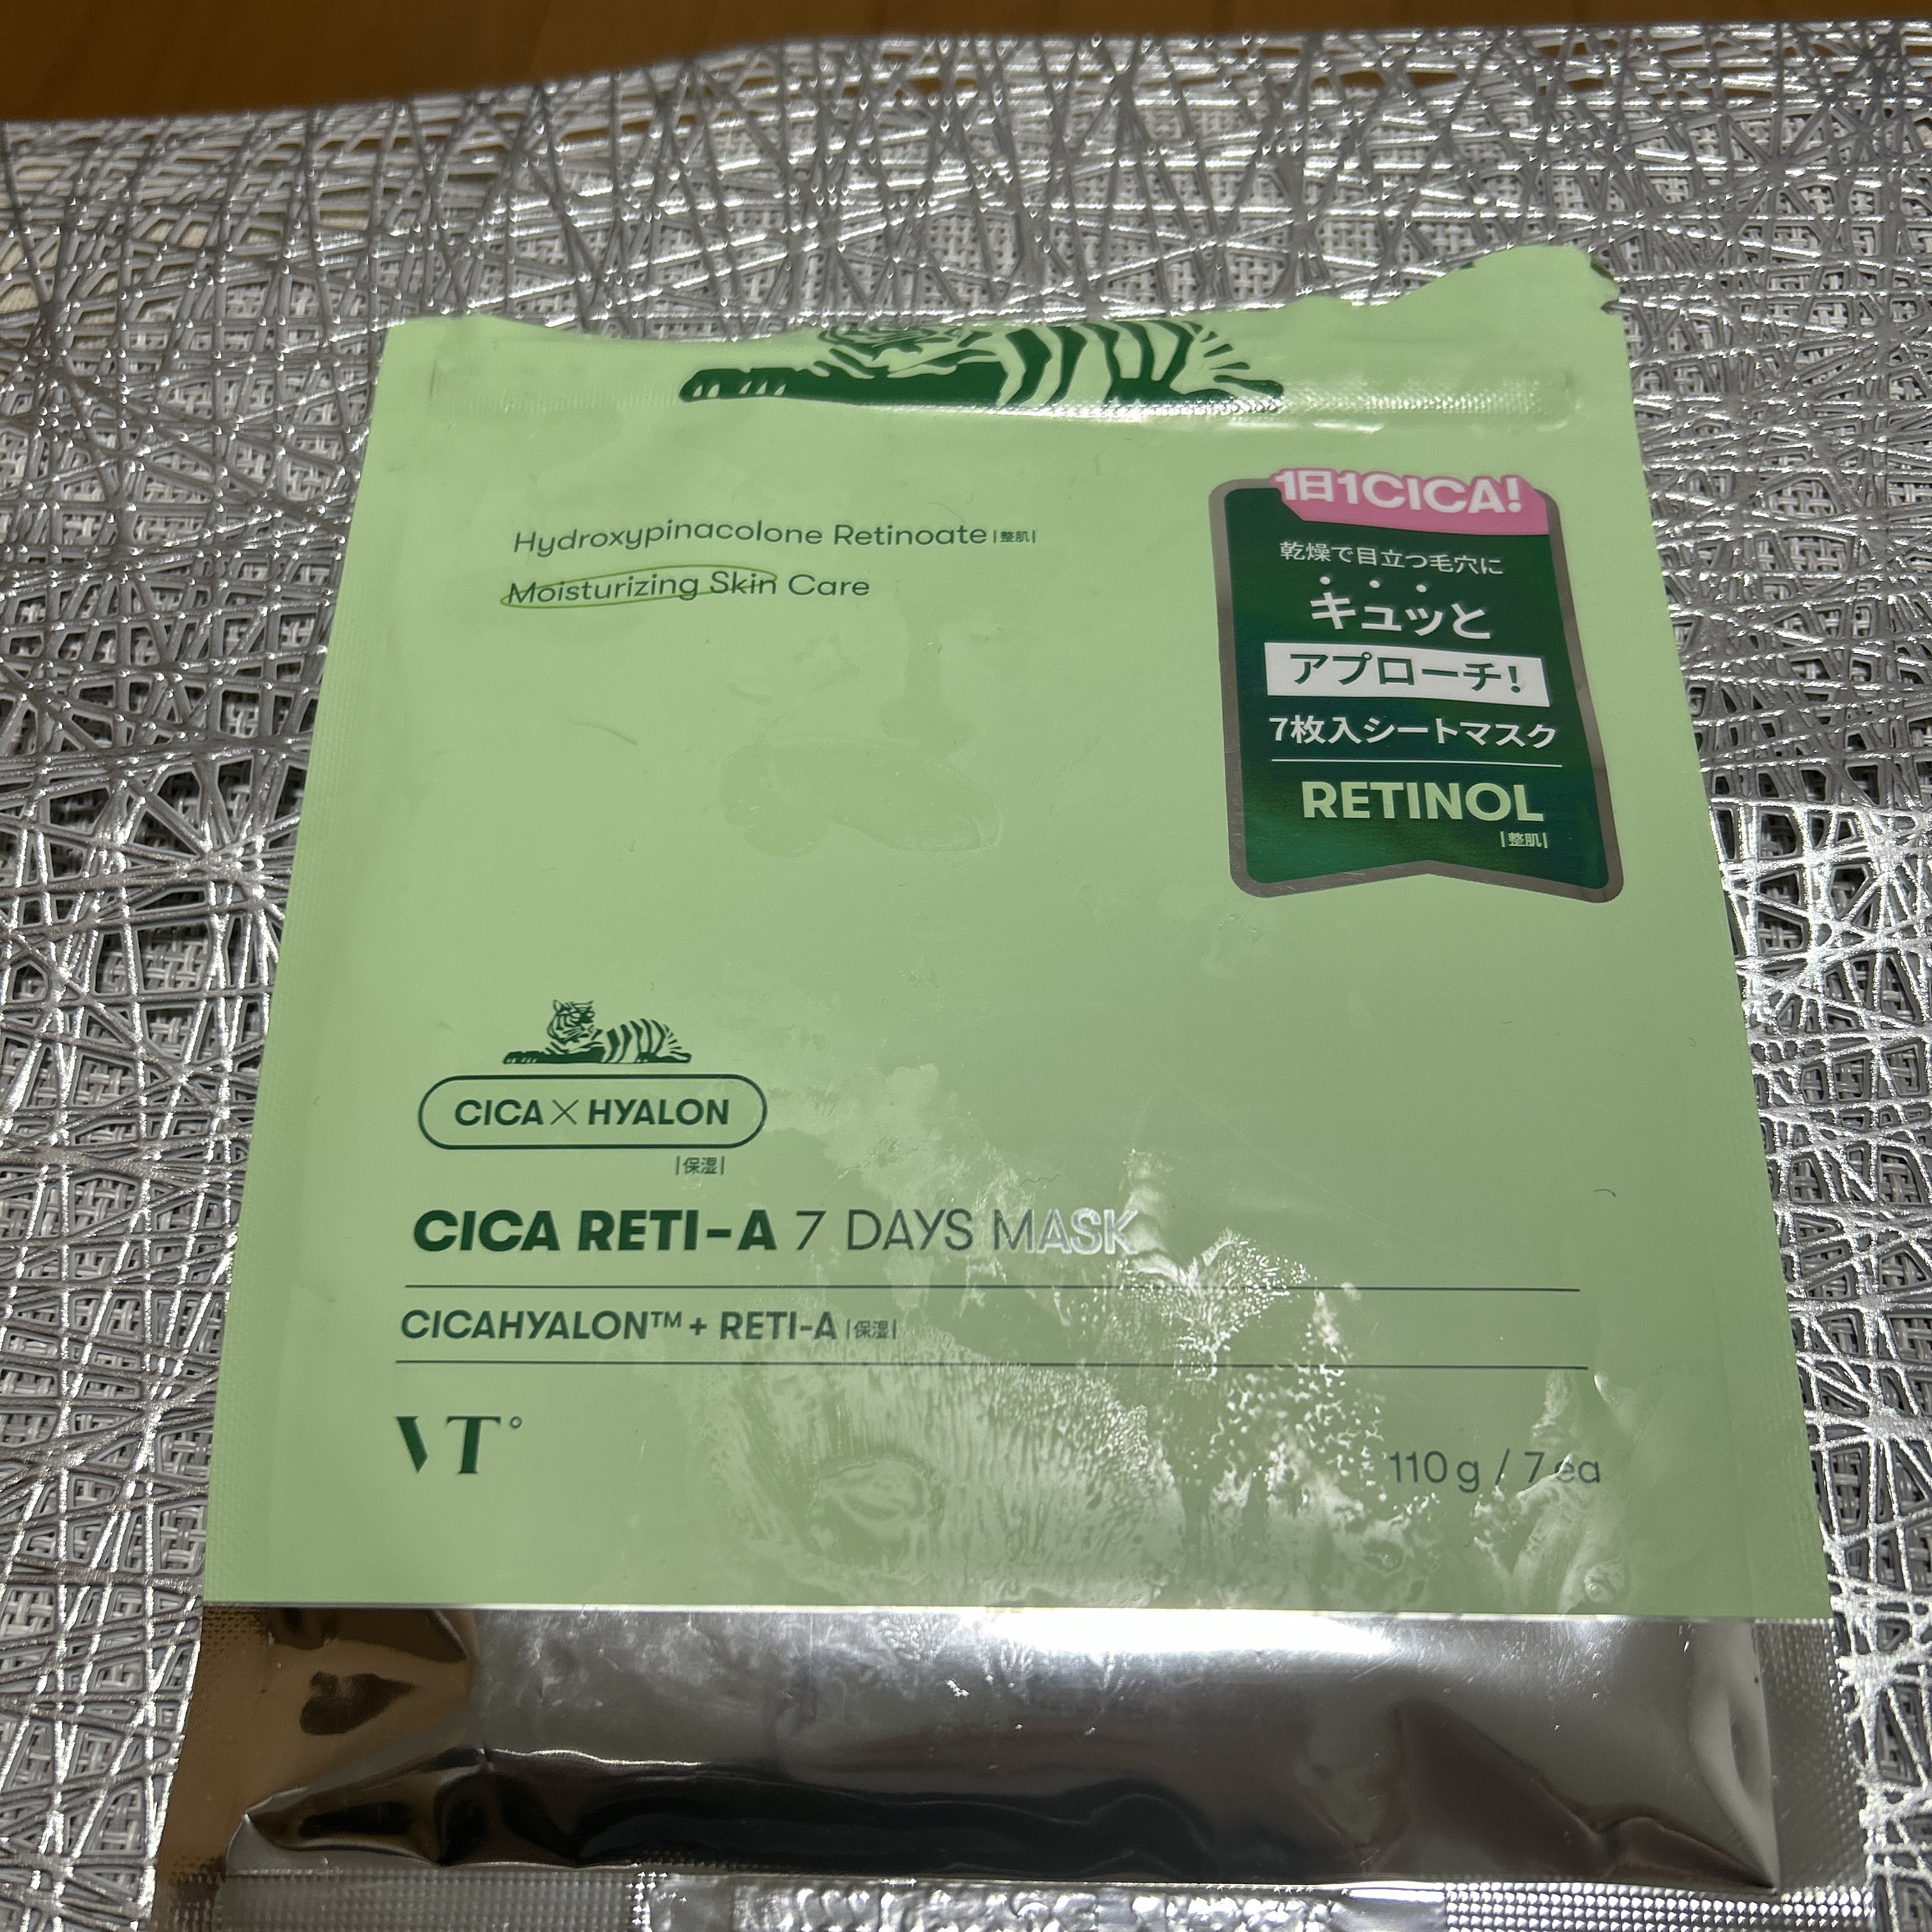 Hydroxypinacolone Retinoate |整肌|
Moisturizing Skin Care
1日1CICA!
乾燥で目立つ毛穴に
キュッと
アプローチ!
7枚入シートマスク
RETINOL
|整肌|
CICA×HYALON
|保湿|
CICA RETI-A 7 DAYS MASK
CICAHYALON™ + RETI-A |保湿|
VT°
110 g / 7 ea